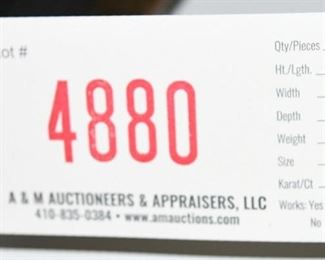 Lot #
4880
A & M AUCTIONEERS & APPRAISERS, LLC
410-835-0384 • www.amauctions.com
Qty/Pieces
Ht./Lgth.
Width
Depth
Weight
Size
Karat/Ct
Works: Yes
No